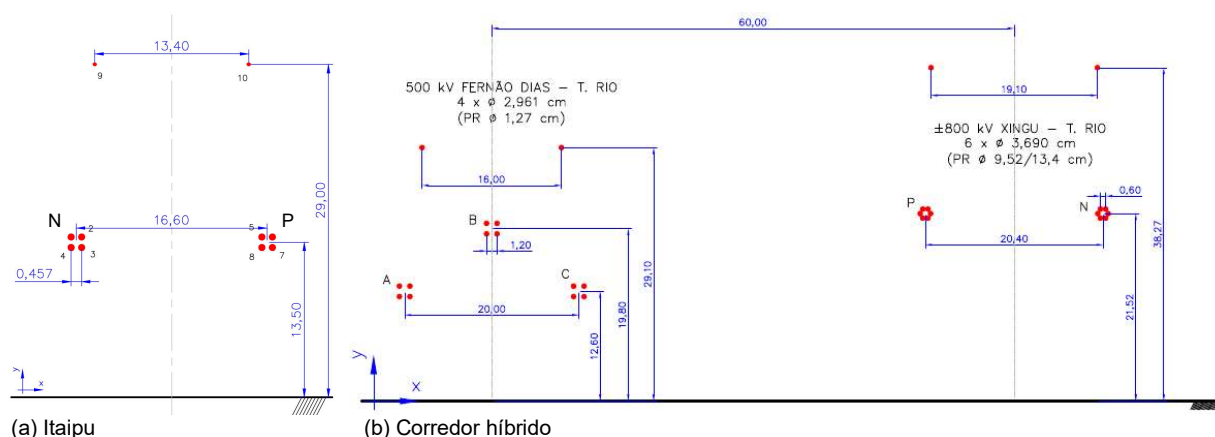 13,40
9
10
N
2
16,60
5
P
4
3
8
7
0,457
13,50
29,00
y
x
(a) Itaipu
60,00
500 kV FERNÃO DIAS – T. RIO
4 x ø 2,961 cm
(PR ø 1,27 cm)
19,10
±800 kV XINGU – T. RIO
6 x ø 3,690 cm
(PR ø 9,52/13,4 cm)
16,00
B
1,20
A
C
20,00
12,60
19,80
29,10
P
N
0,60
20,40
21,52
38,27
y
x
(b) Corredor híbrido